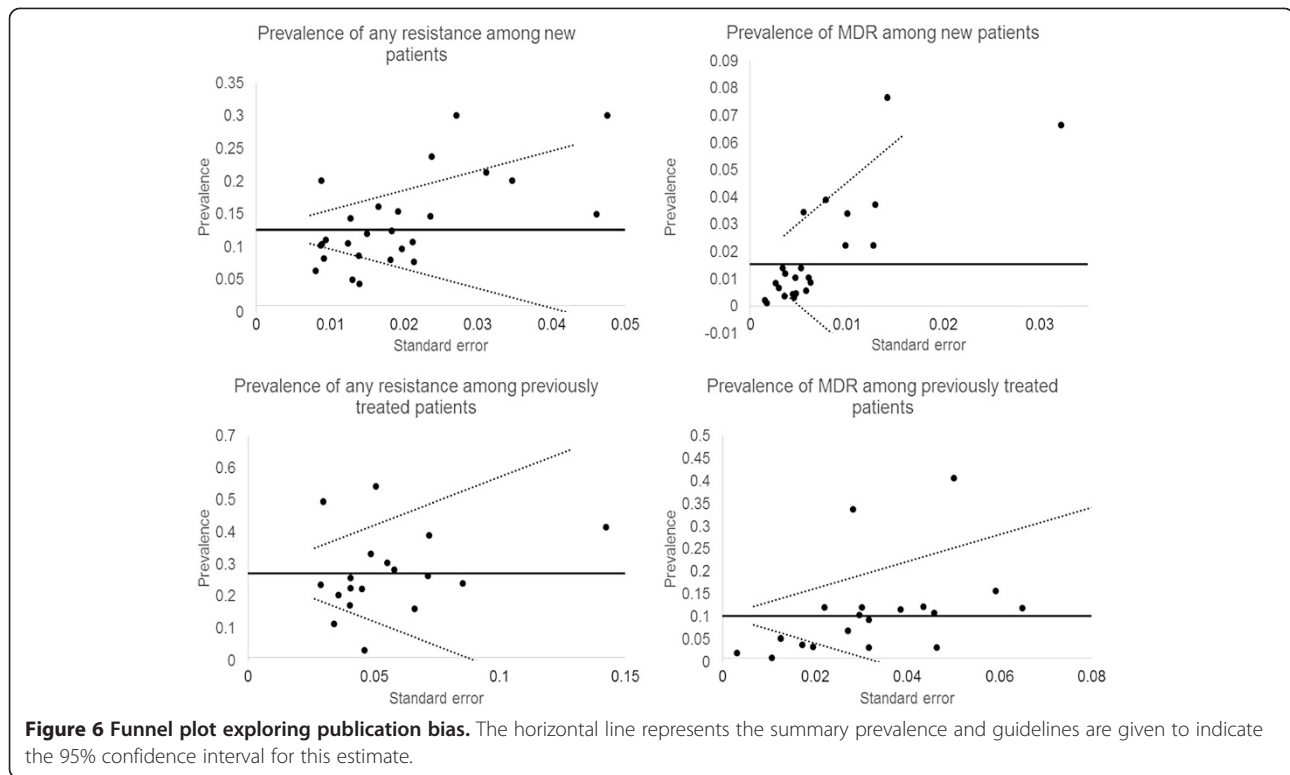 Prevalence of any resistance among new
patients
0.35
0.3
0.25
0.2
0.15
0.1
0.05
0
Prevalence
0 0.01 0.02 0.03 0.04 0.05
Standard error
Prevalence of MDR among new patients
0.09
0.08
0.07
0.06
0.05
0.04
0.03
0.02
0.01
0
-0.01
Prevalence
0 0.01 0.02 0.03
Standard error
Prevalence of any resistance among previously
treated patients
0.7
0.6
0.5
0.4
0.3
0.2
0.1
0
Prevalence
0 0.05 0.1 0.15
Standard error
Prevalence of MDR among previously treated
patients
0.5
0.45
0.4
0.35
0.3
0.25
0.2
0.15
0.1
0.05
0
Prevalence
0 0.02 0.04 0.06 0.08
Standard error
Figure 6 Funnel plot exploring publication bias. The horizontal line represents the summary prevalence and guidelines are given to indicate
the 95% confidence interval for this estimate.